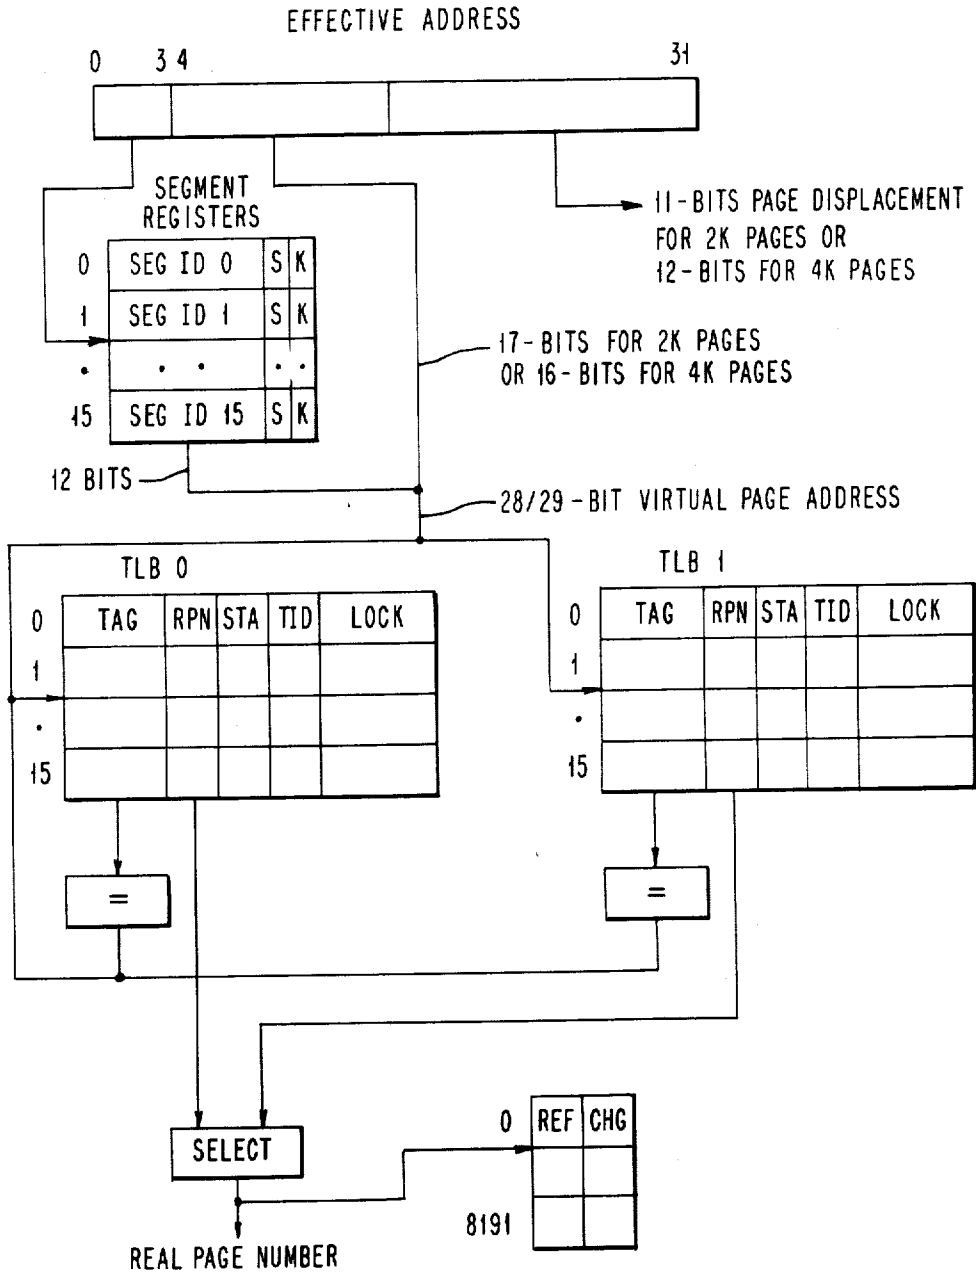 EFFECTIVE ADDRESS
0 3 4 31
SEGMENT
REGISTERS
0 SEG ID 0 S K
1 SEG ID 1 S K
. . . . .
15 SEG ID 15 S K
11-BITS PAGE DISPLACEMENT
FOR 2K PAGES OR
12-BITS FOR 4K PAGES
17-BITS FOR 2K PAGES
OR 16-BITS FOR 4K PAGES
12 BITS
28/29-BIT VIRTUAL PAGE ADDRESS
TLB 0
0 TAG RPN STA TID LOCK
1
.
15
=
TLB 1
0 TAG RPN STA TID LOCK
1
.
15
=
SELECT
0 REF CHG
8191
REAL PAGE NUMBER